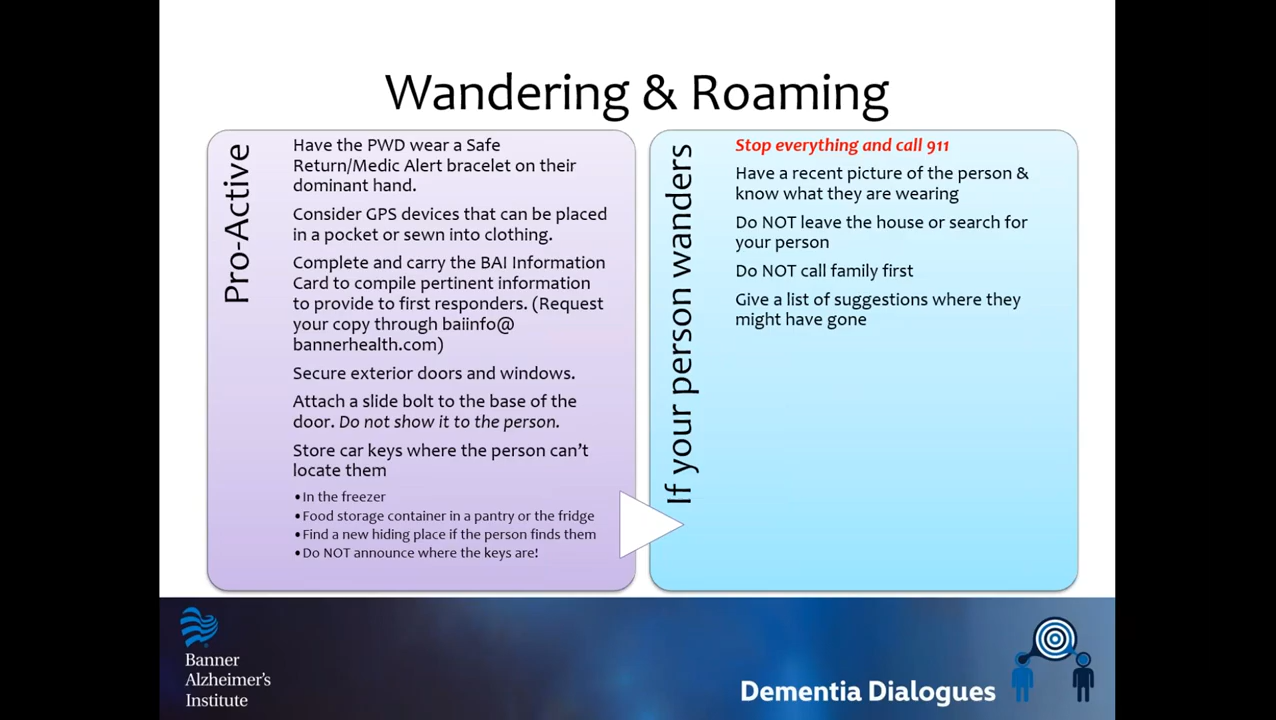 Wandering & Roaming
Pro-Active
Have the PWD wear a Safe
Return/Medic Alert bracelet on their
dominant hand.
Consider GPS devices that can be placed
in a pocket or sewn into clothing.
Complete and carry the BAI Information
Card to compile pertinent information
to provide to first responders. (Request
your copy through baiinfo@
bannerhealth.com)
Secure exterior doors and windows.
Attach a slide bolt to the base of the
door. Do not show it to the person.
Store car keys where the person can't
locate them
•In the freezer
•Food storage container in a pantry or the fridge
•Find a new hiding place if the person finds them
•Do NOT announce where the keys are!
If your person wanders
Stop everything and call 911
Have a recent picture of the person &
know what they are wearing
Do NOT leave the house or search for
your person
Do NOT call family first
Give a list of suggestions where they
might have gone
Banner
Alzheimer's
Institute
Dementia Dialogues